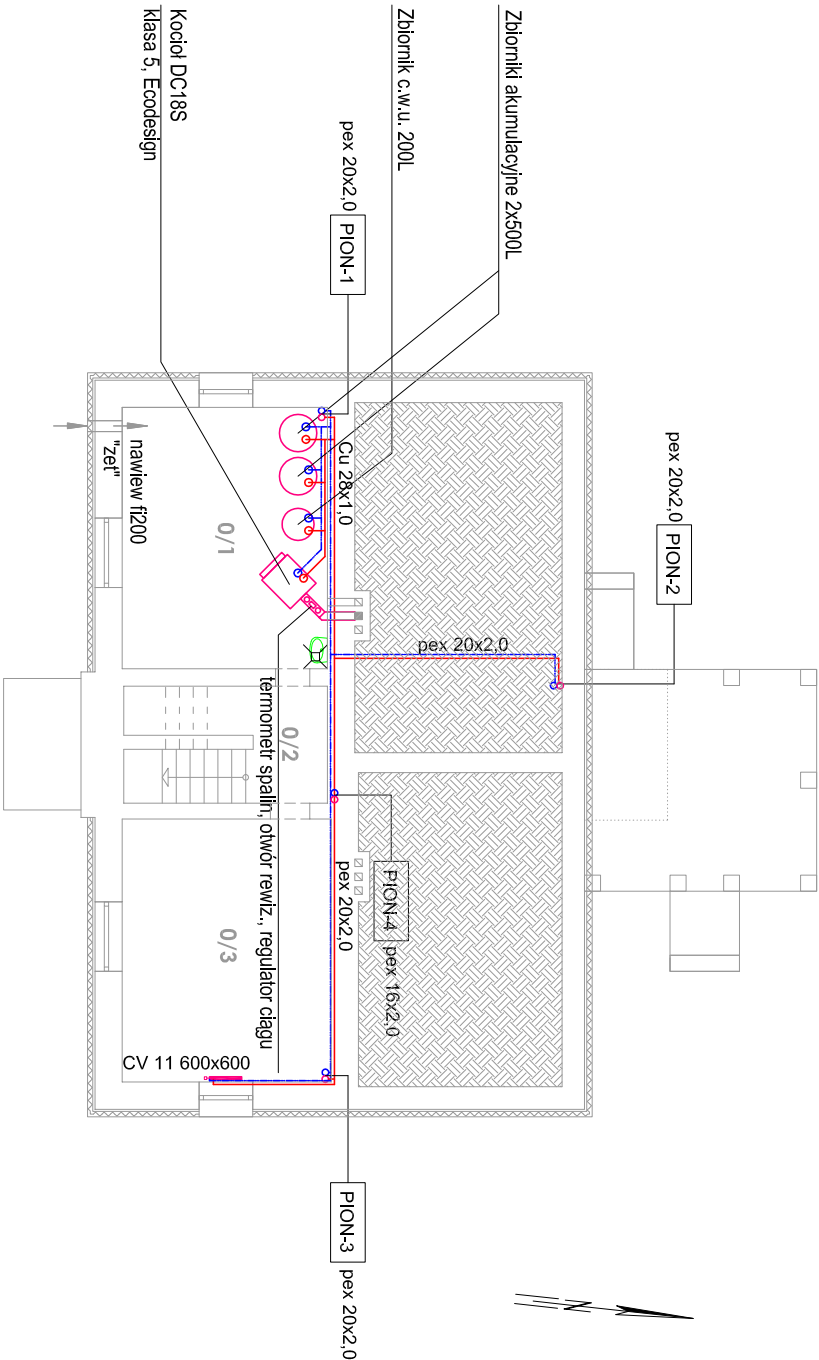 Zbiorniki akumulacyjne 2x500L
Zbiornik c.w.u. 200L
Kocioł DC18S
klasa 5, Ecodesign
pex 20x2,0
PION-1
pex 20x2,0
PION-2
Cu 28x1,0
nawiew fi200
"zet"
0/1
pex 20x2,0
0/2
termometr spalin, otwór rewiz., regulator ciągu
PION-4
pex 16x2,0
pex 20x2,0
0/3
CV 11 600x600
PION-3
pex 20x2,0
N